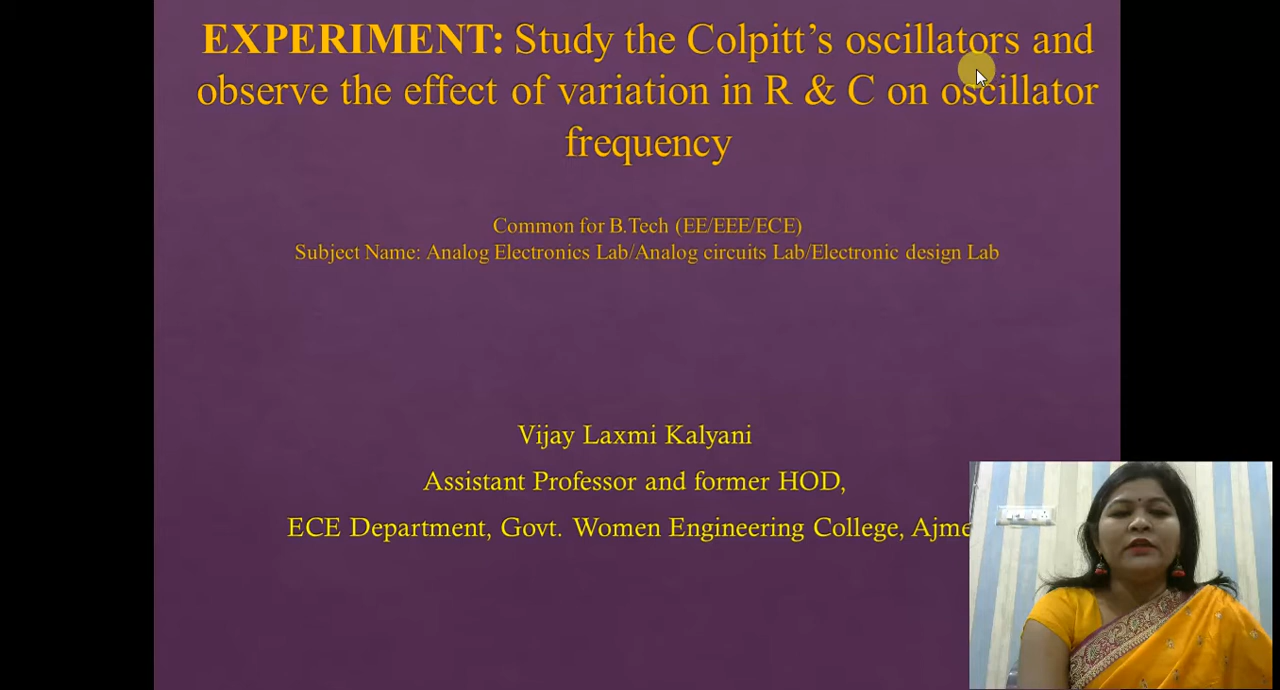 EXPERIMENT: Study the Colpitt's oscillators and
observe the effect of variation in R & C on oscillator
frequency
Common for B.Tech (EE/EEE/ECE)
Subject Name: Analog Electronics Lab/Analog circuits Lab/Electronic design Lab
Vijay Laxmi Kalyani
Assistant Professor and former HOD,
ECE Department, Govt. Women Engineering College, Ajme